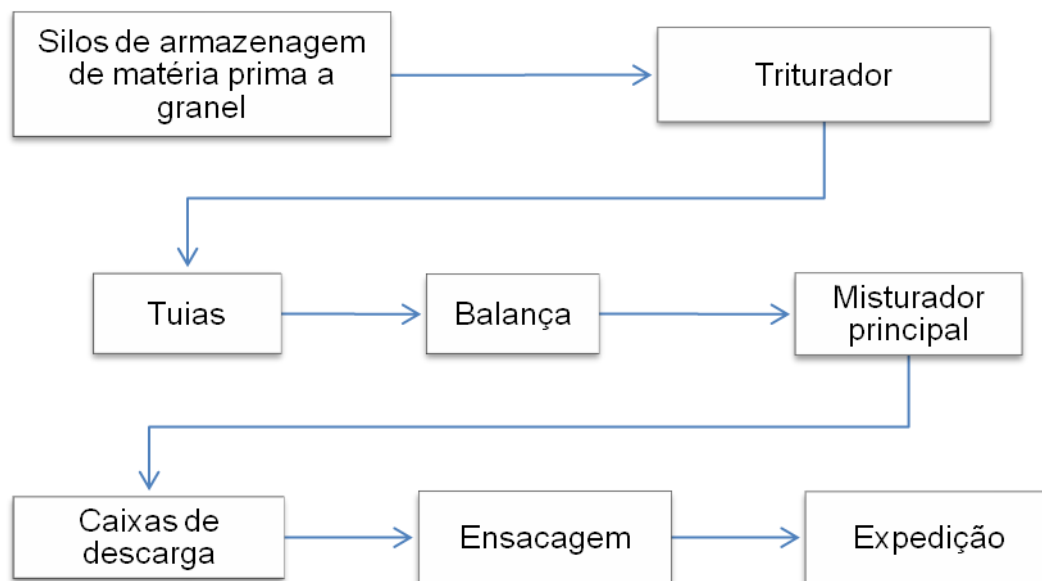 Silos de armazenagem
de matéria prima a
granel
Triturador
Tuias
Balança
Misturador
principal
Caixas de
descarga
Ensacagem
Expedição